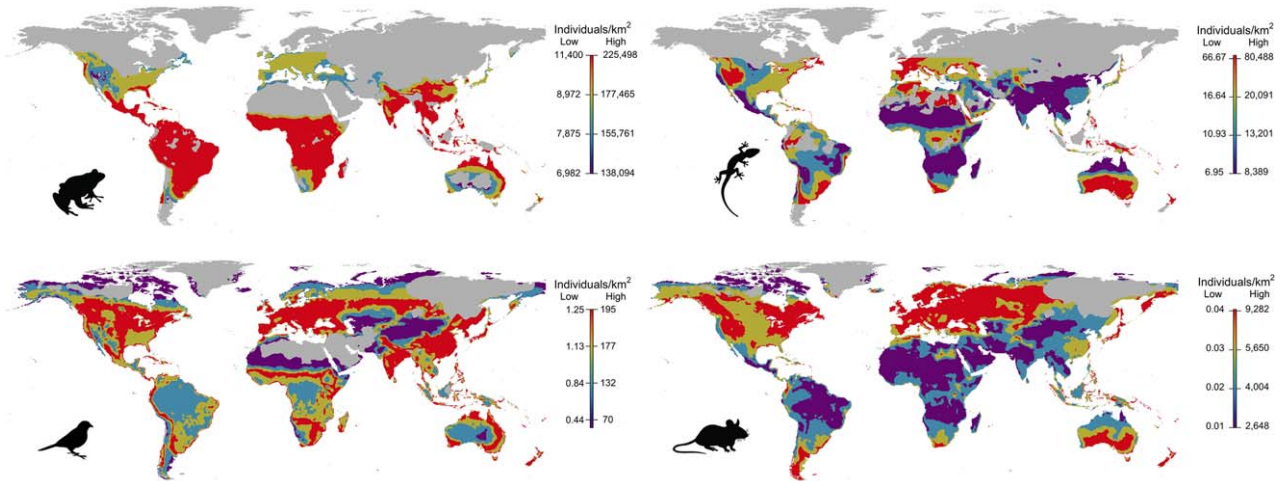 Individuals/km²
Low High
11,400 225,498
8,972 177,465
7,875 155,761
6,982 138,094
Individuals/km²
Low High
66.67 80,488
16.64 20,091
10.93 13,201
6.95 8,389
Individuals/km²
Low High
1.25 195
1.13 177
0.84 132
0.44 70
Individuals/km²
Low High
0.04 9,282
0.03 5,650
0.02 4,004
0.01 2,648